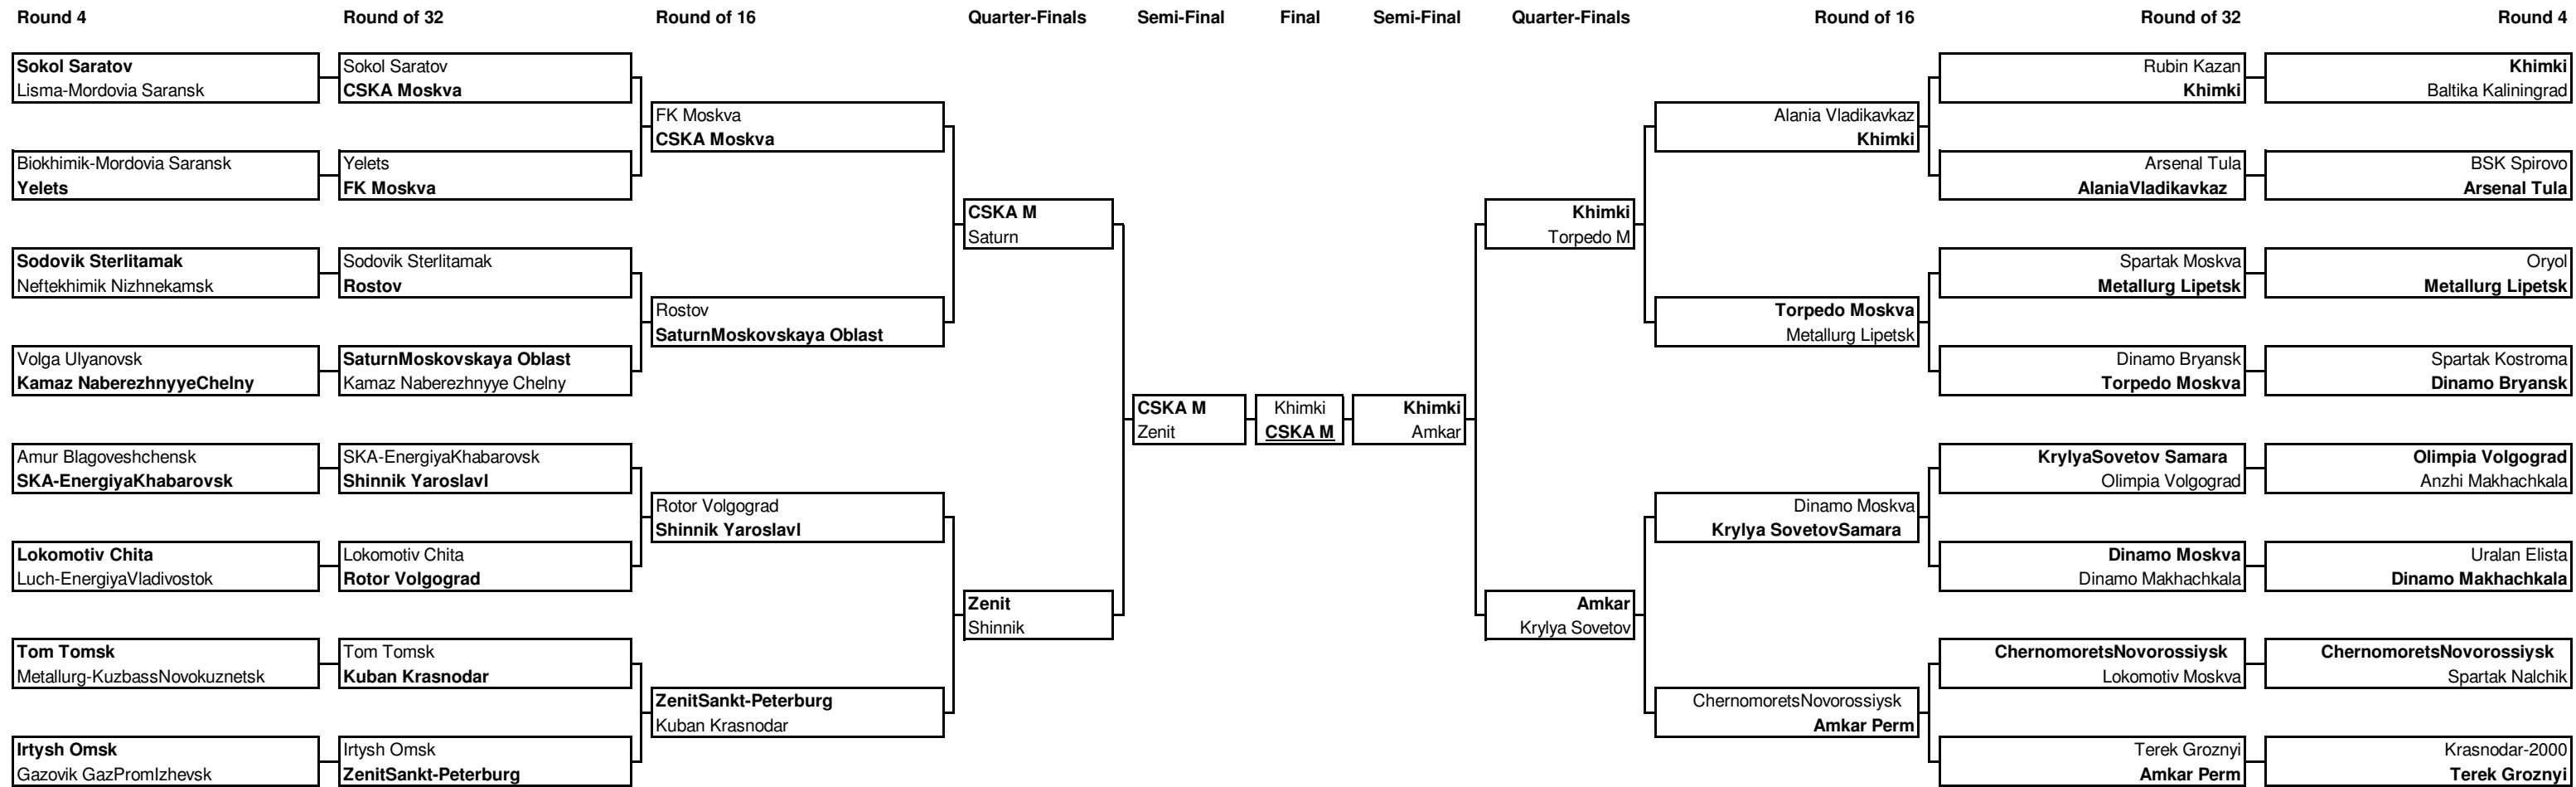 Round 4
Round of 32
Round of 16
Quarter-Finals
Semi-Final
Final
Semi-Final
Quarter-Finals
Round of 16
Round of 32
Round 4
Sokol Saratov
Lisma-Mordovia Saransk
Biokhimik-Mordovia Saransk
Yelets
Sodovik Sterlitamak
Neftekhimik Nizhnekamsk
Volga Ulyanovsk
Kamaz NaberezhnyyeChelny
Amur Blagoveshchensk
SKA-EnergiyaKhabarovsk
Lokomotiv Chita
Luch-EnergiyaVladivostok
Tom Tomsk
Metallurg-KuzbassNovokuznetsk
Irtysh Omsk
Gazovik GazPromIzhevsk
Sokol Saratov
CSKA Moskva
Yelets
FK Moskva
Sodovik Sterlitamak
Rostov
SaturnMoskovskaya Oblast
Kamaz Naberezhnyye Chelny
SKA-EnergiyaKhabarovsk
Shinnik Yaroslavl
Lokomotiv Chita
Rotor Volgograd
Tom Tomsk
Kuban Krasnodar
Irtysh Omsk
ZenitSankt-Peterburg
FK Moskva
CSKA Moskva
Rostov
SaturnMoskovskaya Oblast
Rotor Volgograd
Shinnik Yaroslavl
ZenitSankt-Peterburg
Kuban Krasnodar
CSKA M
Saturn
Zenit
Shinnik
CSKA M
Zenit
Khimki
CSKA M
Khimki
Amkar
Khimki
Torpedo M
Amkar
Krylya Sovetov
Alania Vladikavkaz
Khimki
Torpedo Moskva
Metallurg Lipetsk
Dinamo Moskva
Krylya SovetovSamara
ChernomoretsNovorossiysk
Amkar Perm
Rubin Kazan
Khimki
Arsenal Tula
AlaniaVladikavkaz
Spartak Moskva
Metallurg Lipetsk
Dinamo Bryansk
Torpedo Moskva
KrylyaSovetov Samara
Olimpia Volgograd
Dinamo Moskva
Dinamo Makhachkala
ChernomoretsNovorossiysk
Lokomotiv Moskva
Terek Groznyi
Amkar Perm
Khimki
Baltika Kaliningrad
BSK Spirovo
Arsenal Tula
Oryol
Metallurg Lipetsk
Spartak Kostroma
Dinamo Bryansk
Olimpia Volgograd
Anzhi Makhachkala
Uralan Elista
Dinamo Makhachkala
ChernomoretsNovorossiysk
Spartak Nalchik
Krasnodar-2000
Terek Groznyi